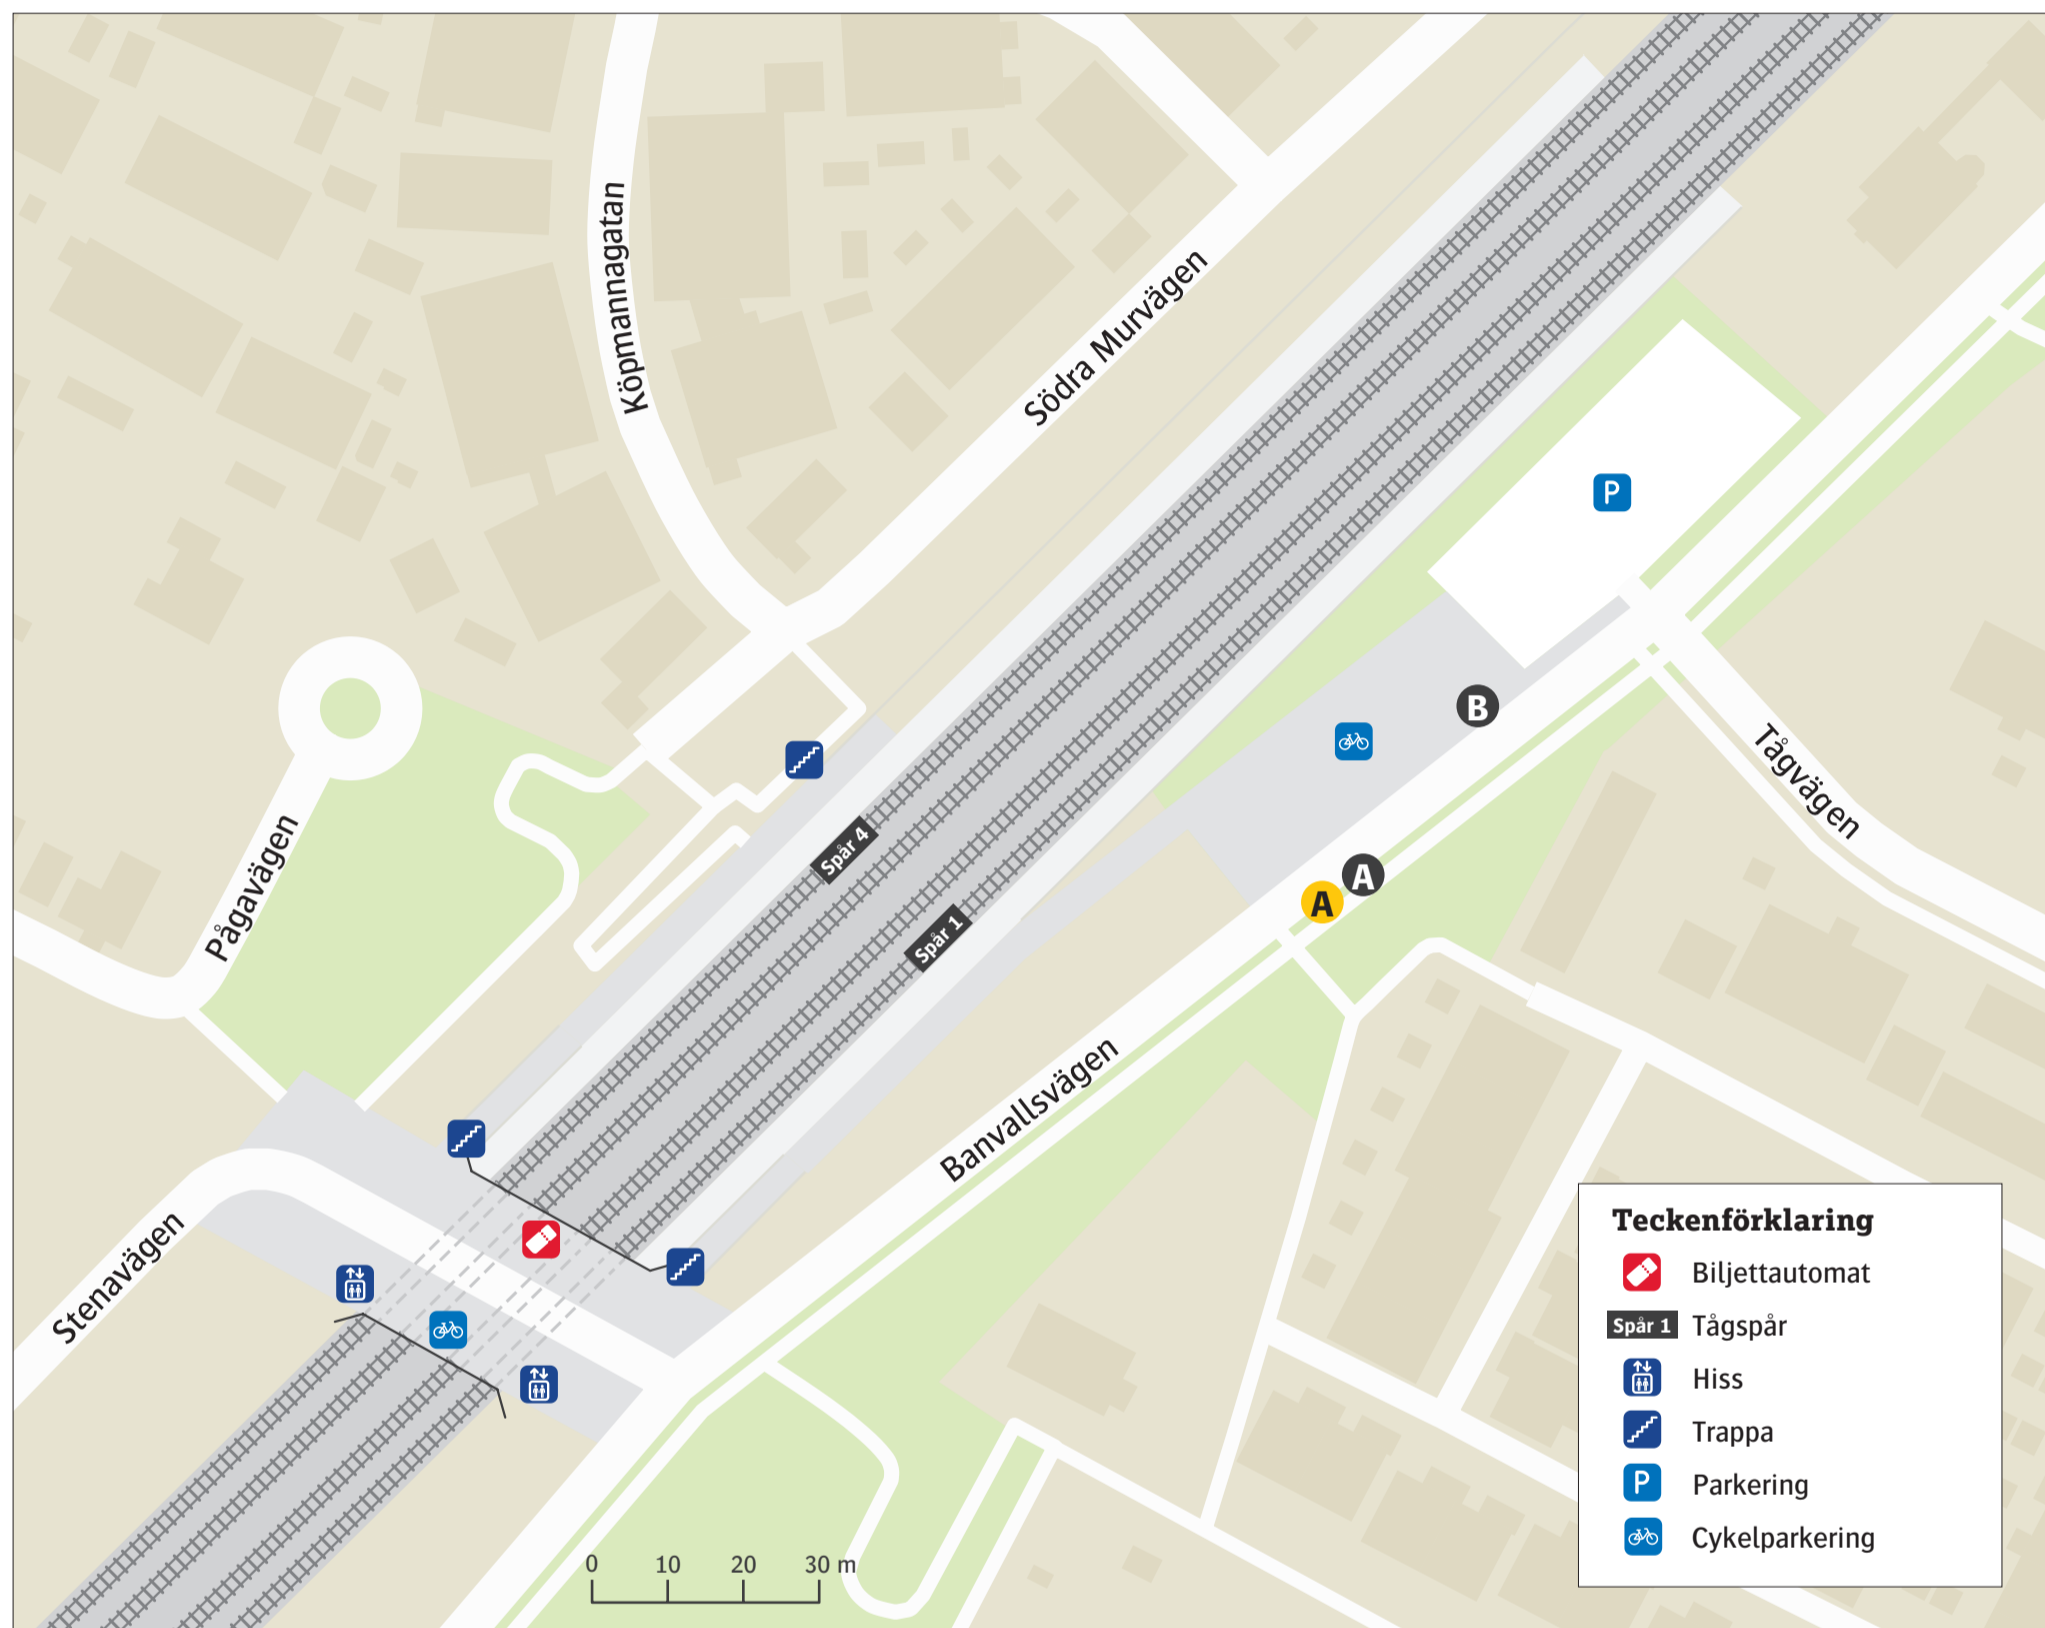 Köpmannagatan
Södra Murvägen
P
B
Tågvägen
Spår 4
A
A
Spår 1
Pågavägen
Banvallsvägen
Stenavägen
0 10 20 30 m
Teckenförklaring
Biljettautomat
Spår 1 Tågspår
Hiss
Trappa
P Parkering
Cykelparkering